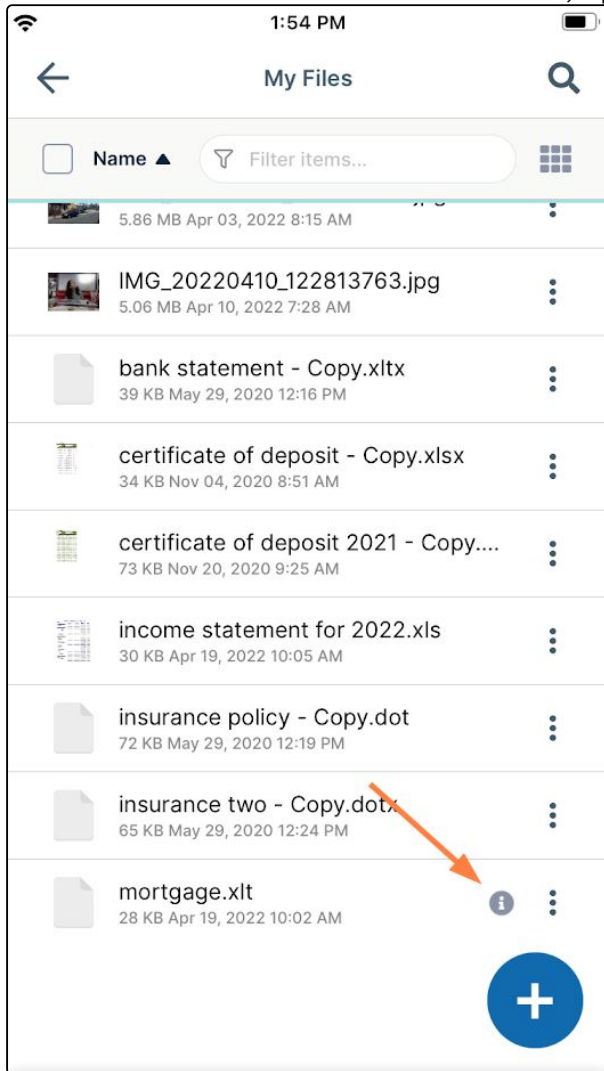 1:54 PM
My Files
Name ▲ Filter items...
5.86 MB Apr 03, 2022 8:15 AM
IMG_20220410_122813763.jpg
5.06 MB Apr 10, 2022 7:28 AM
bank statement - Copy.xltx
39 KB May 29, 2020 12:16 PM
certificate of deposit - Copy.xlsx
34 KB Nov 04, 2020 8:51 AM
certificate of deposit 2021 - Copy....
73 KB Nov 20, 2020 9:25 AM
income statement for 2022.xls
30 KB Apr 19, 2022 10:05 AM
insurance policy - Copy.dot
72 KB May 29, 2020 12:19 PM
insurance two - Copy.dotx
65 KB May 29, 2020 12:24 PM
mortgage.xlt
28 KB Apr 19, 2022 10:02 AM